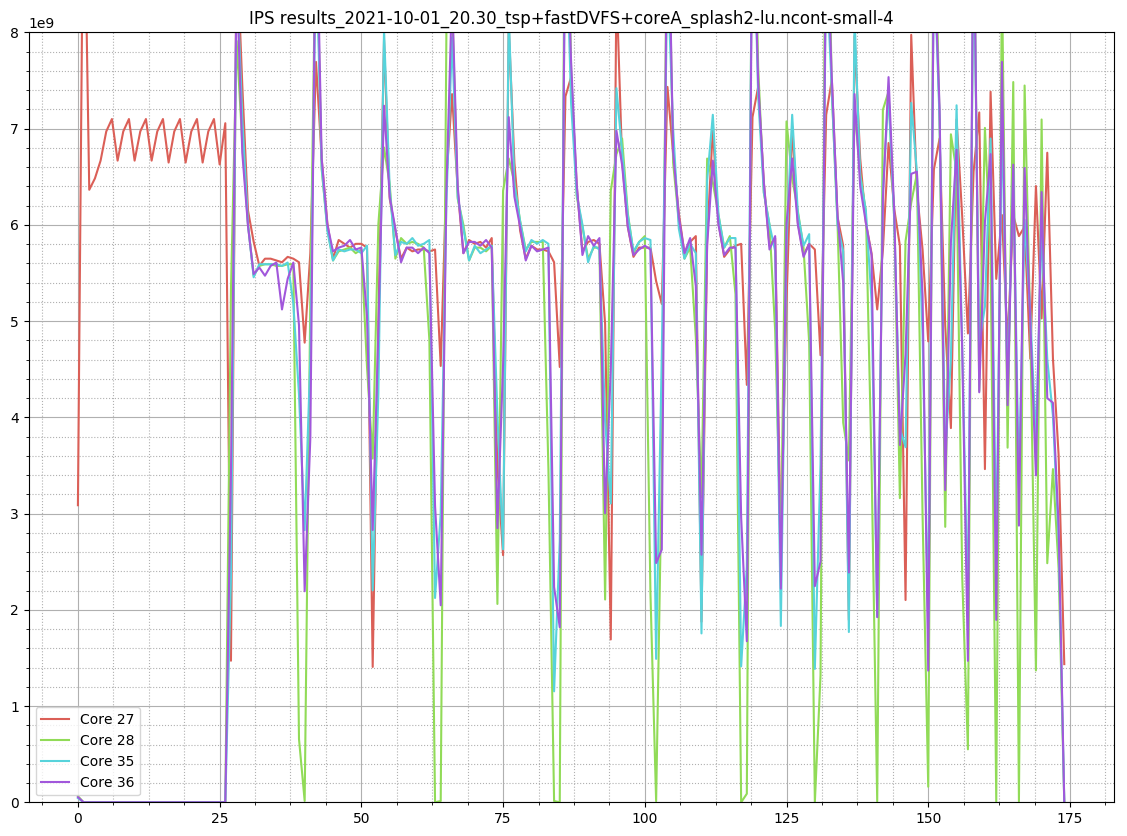 IPS results_2021-10-01_20.30_tsp+fastDVFS+coreA_splash2-lu.ncont-small-4
1e9
8
7
6
5
4
3
2
1
0
Core 27
Core 28
Core 35
Core 36
0 25 50 75 100 125 150 175